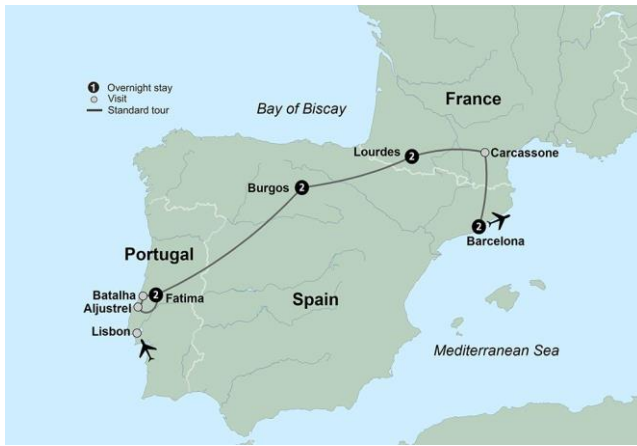 1 Overnight stay
Visit
Standard tour
Bay of Biscay
France
Lourdes 2
Carcassone
Burgos 2
2
Barcelona
Portugal
Batalha
2 Fatima
Aljustrel
Spain
Lisbon
Mediterranean Sea